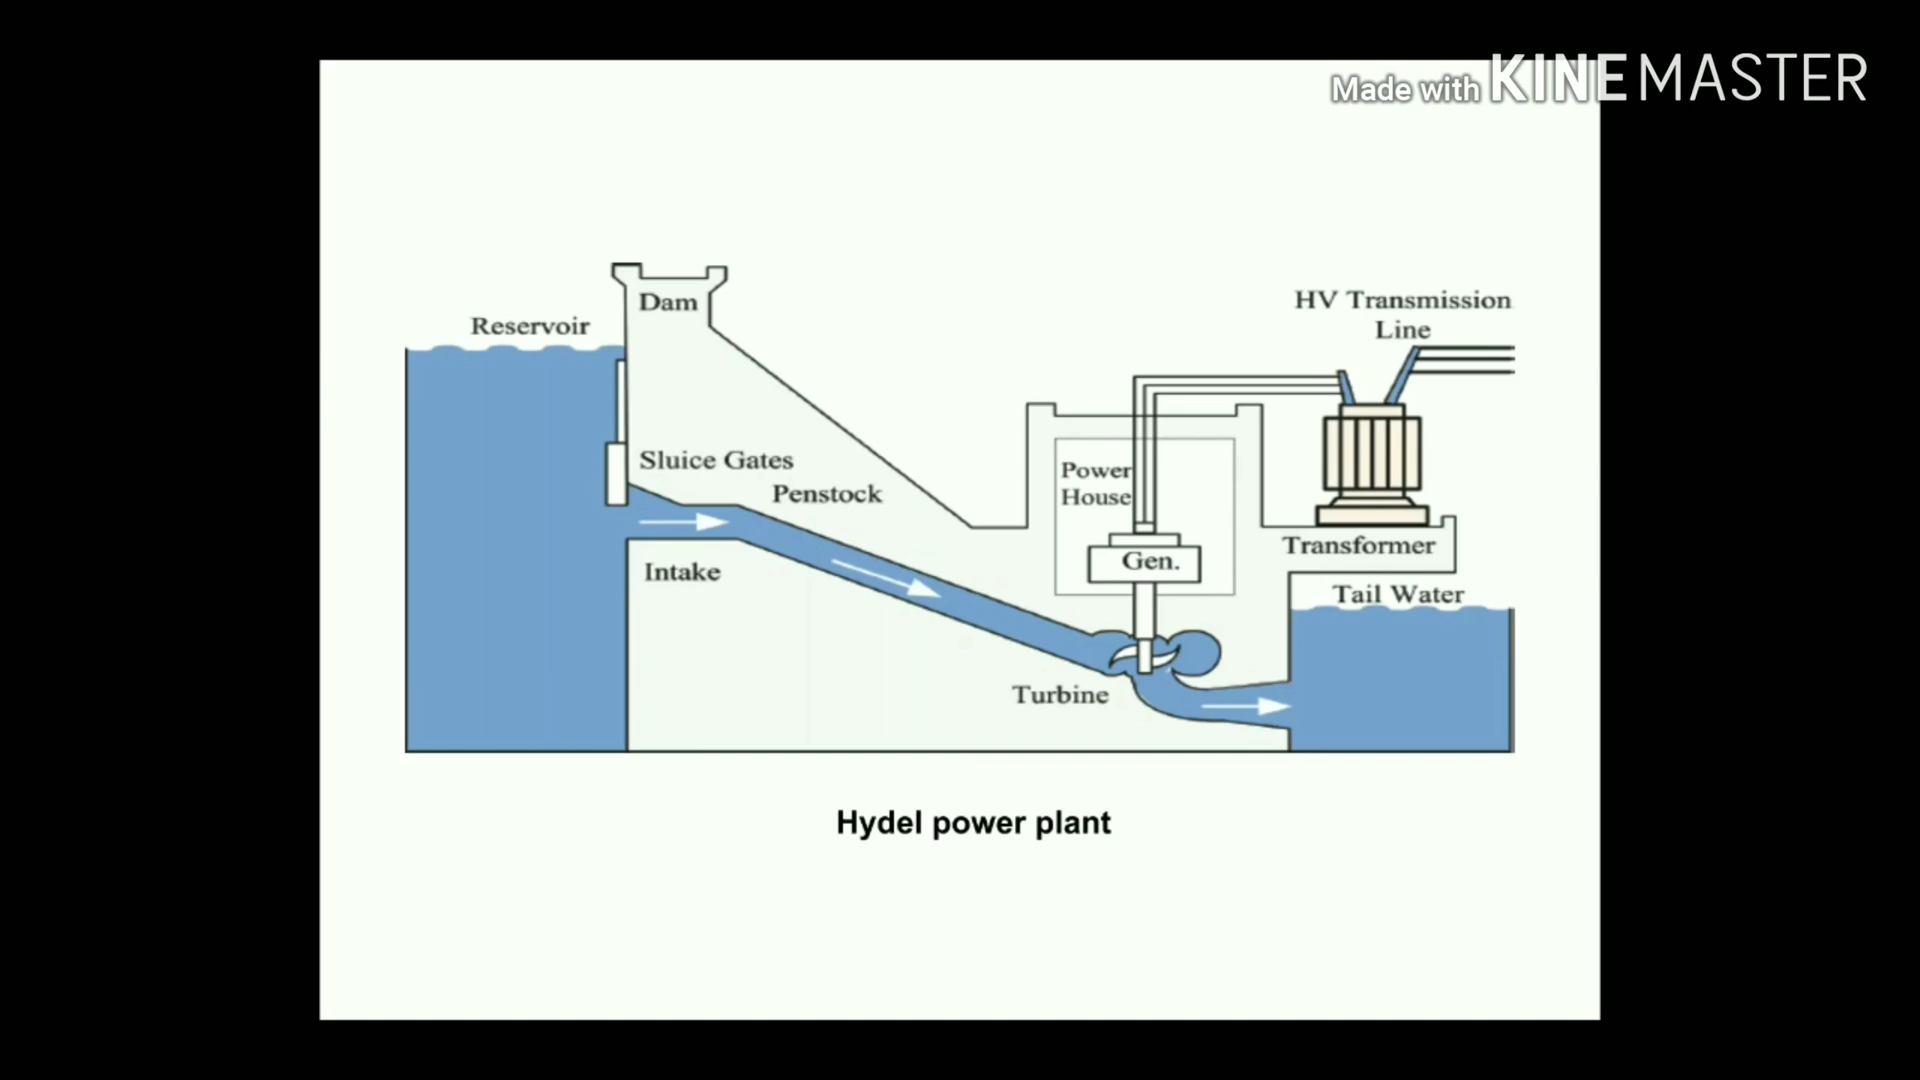 Made with KINEMASTER
Dam
HV Transmission
Line
Reservoir
Sluice Gates
Penstock
Power
House
Gen.
Transformer
Intake
Tail Water
Turbine
Hydel power plant